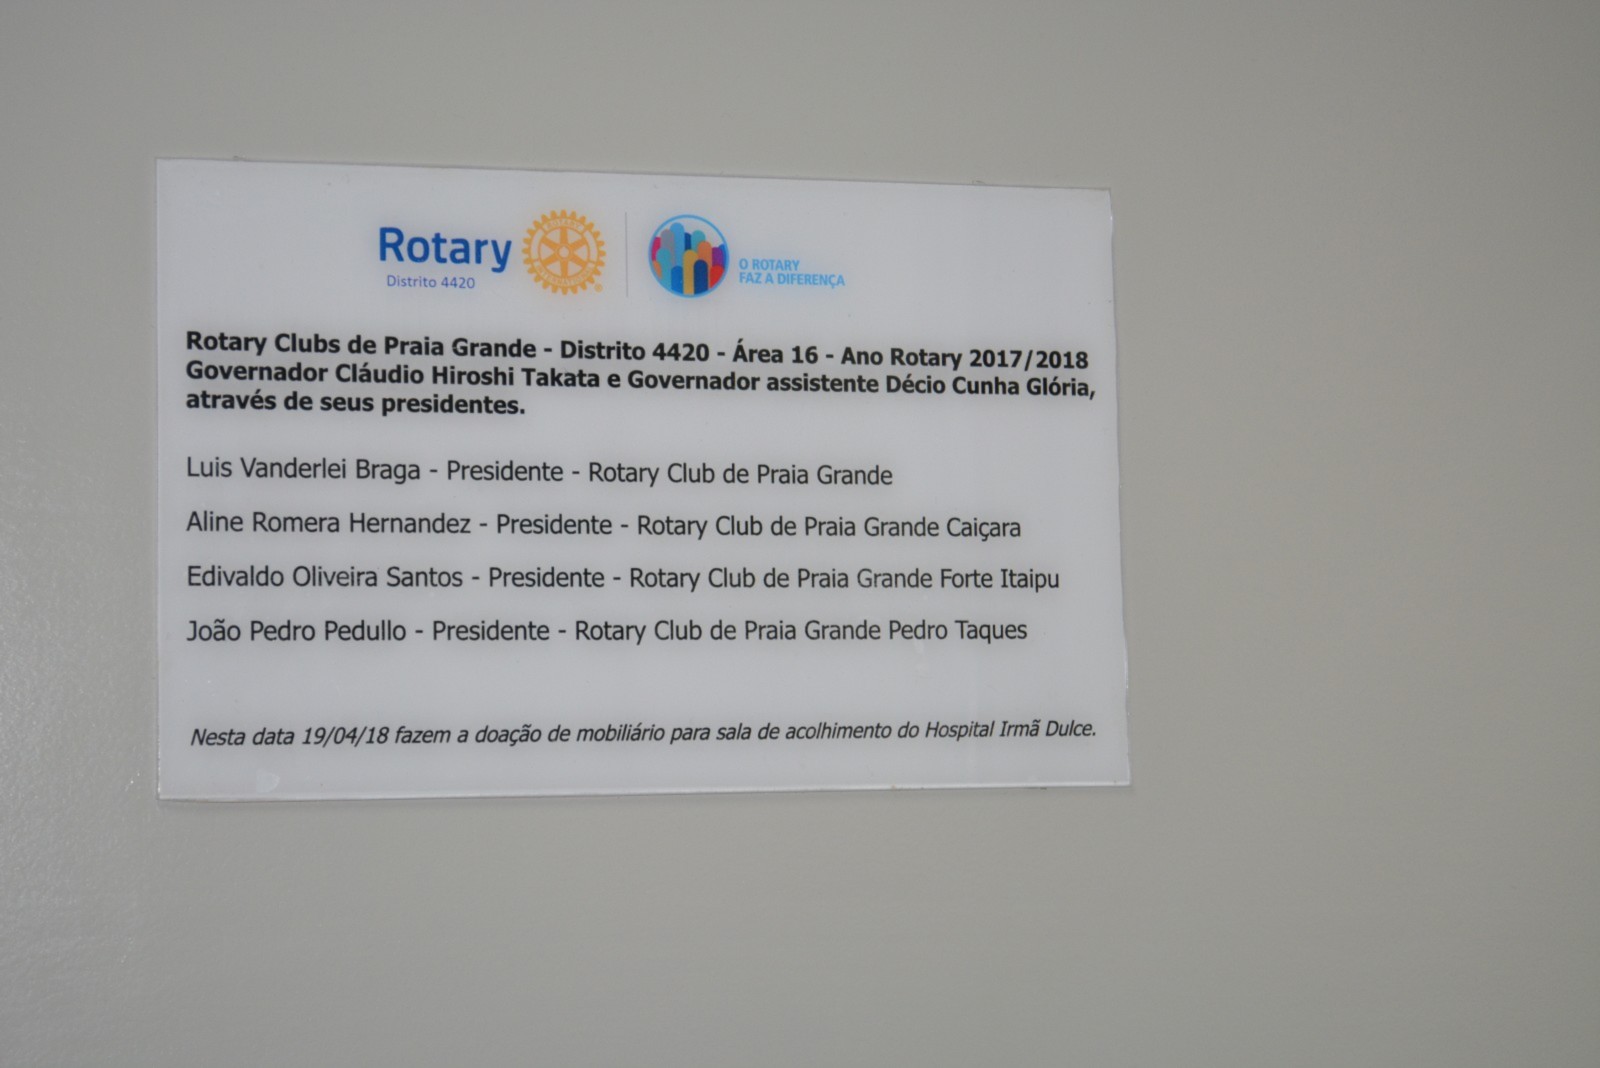 Rotary
Distrito 4420
O ROTARY
FAZ A DIFERENÇA
Rotary Clubs de Praia Grande - Distrito 4420 - Área 16 - Ano Rotary 2017/2018
Governador Cláudio Hiroshi Takata e Governador assistente Décio Cunha Glória,
através de seus presidentes.
Luis Vanderlei Braga - Presidente - Rotary Club de Praia Grande
Aline Romera Hernandez - Presidente - Rotary Club de Praia Grande Caiçara
Edivaldo Oliveira Santos - Presidente - Rotary Club de Praia Grande Forte Itaipu
João Pedro Pedullo - Presidente - Rotary Club de Praia Grande Pedro Taques
Nesta data 19/04/18 fazem a doação de mobiliário para sala de acolhimento do Hospital Irmã Dulce.